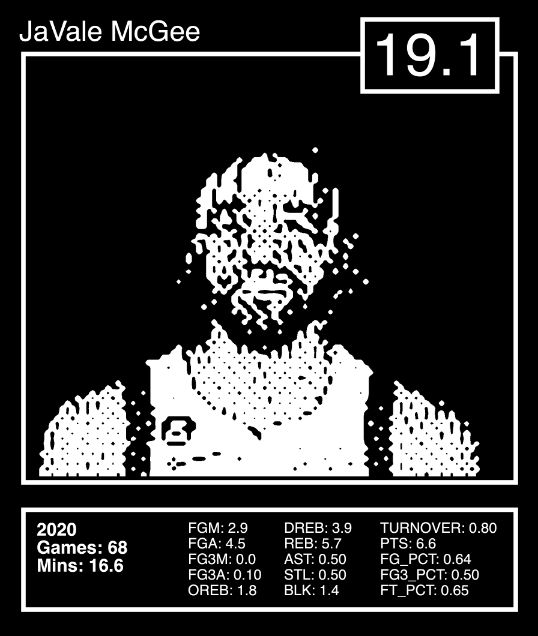 JaVale McGee
19.1
2020
Games: 68
Mins: 16.6
FGM: 2.9
FGA: 4.5
FG3M: 0.0
FG3A: 0.10
OREB: 1.8
DREB: 3.9
REB: 5.7
AST: 0.50
STL: 0.50
BLK: 1.4
TURNOVER: 0.80
PTS: 6.6
FG_PCT: 0.64
FG3_PCT: 0.50
FT_PCT: 0.65